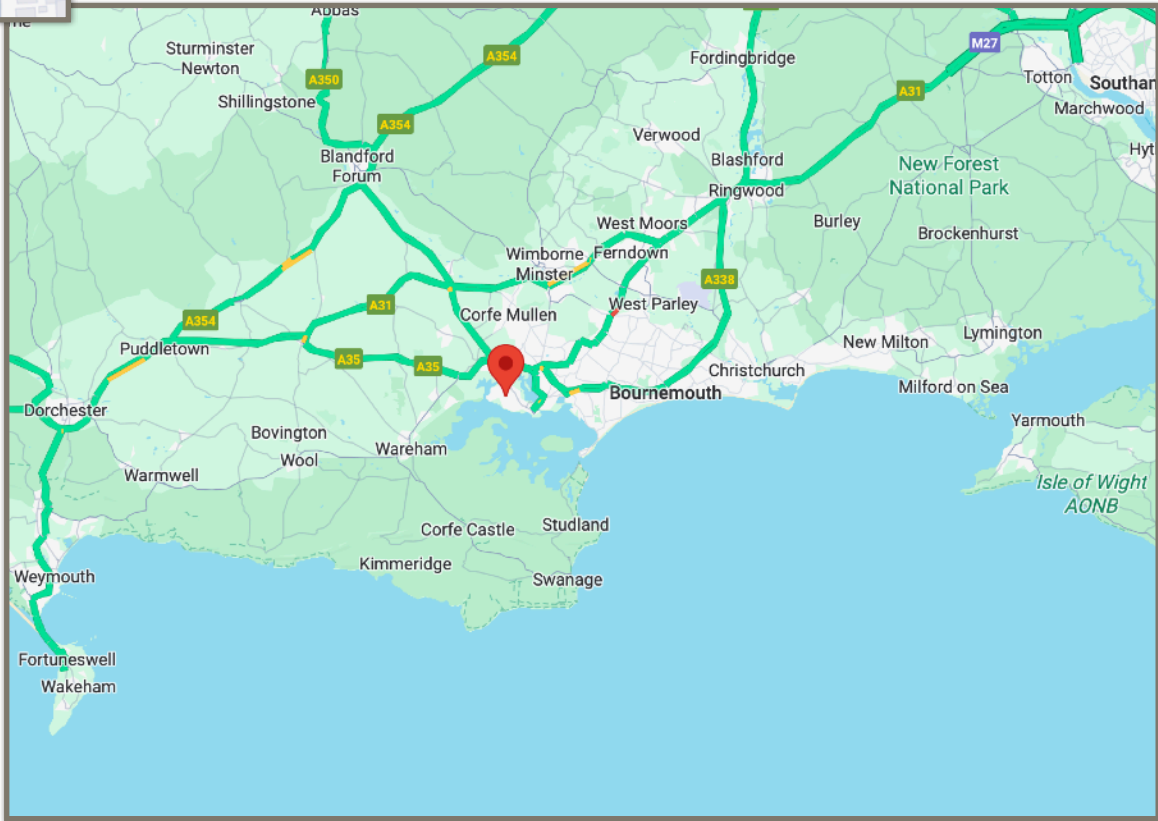 Abbas
me
Sturminster
Newton
A354
Fordingbridge
M27
A350
Totton
Southan
Shillingstone
A31
Marchwood
A354
Verwood
Hyt
Blandford
Forum
Blashford
New Forest
National Park
Ringwood
West Moors
Burley
Brockenhurst
Wimborne
Minster
Ferndown
A338
A31
West Parley
A354
Corfe Mullen
Lymington
Puddletown
New Milton
A35
A35
Christchurch
Milford on Sea
Bournemouth
Dorchester
Yarmouth
Bovington
Wareham
Wool
Warmwell
Isle of Wight
AONB
Corfe Castle
Studland
Kimmeridge
Swanage
Weymouth
Fortuneswell
Wakeham